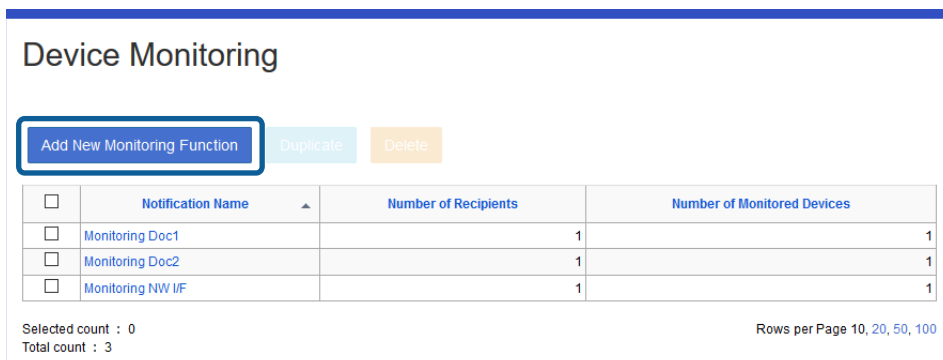 Device Monitoring
Add New Monitoring Function Duplicate Delete
Notification Name Number of Recipients Number of Monitored Devices
Monitoring Doc1 1 1
Monitoring Doc2 1 1
Monitoring NW I/F 1 1
Selected count : 0 Rows per Page 10, 20, 50, 100
Total count : 3